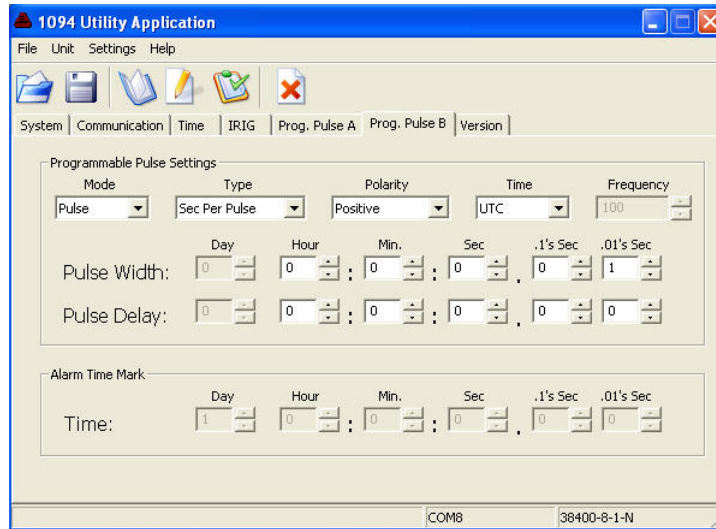 1094 Utility Application
File Unit Settings Help
System Communication Time IRIG Prog. Pulse A Prog. Pulse B Version
Programmable Pulse Settings
Mode Type Polarity Time Frequency
Pulse Sec Per Pulse Positive UTC 100
Day Hour Min. Sec .1's Sec .01's Sec
Pulse Width: 0 0 : 0 : 0 . 0 1
Pulse Delay: 0 0 : 0 : 0 . 0 0
Alarm Time Mark
Day Hour Min. Sec .1's Sec .01's Sec
Time: 1 0 : 0 : 0 . 0 0
COM8 38400-8-1-N